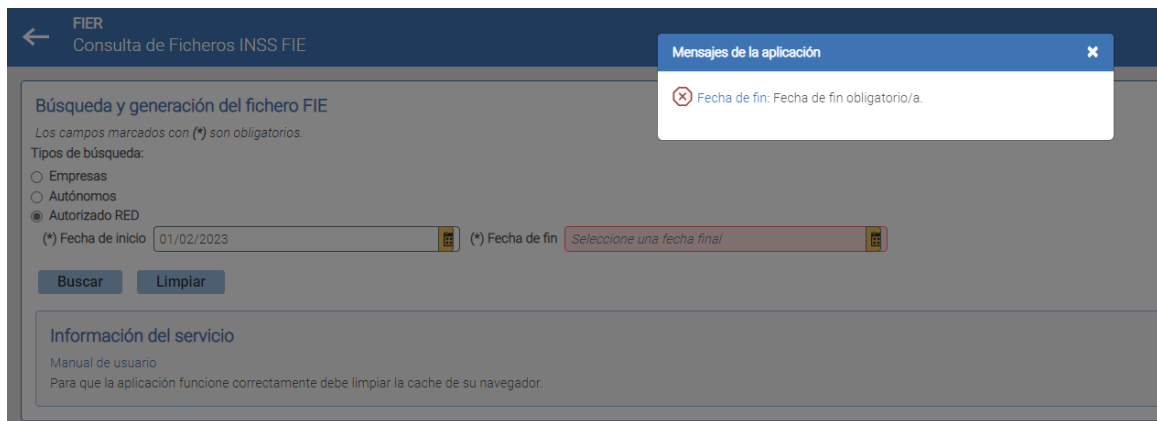 FIER
Consulta de Ficheros INSS FIE
Mensajes de la aplicación
Fecha de fin: Fecha de fin obligatorio/a.
Búsqueda y generación del fichero FIE
Los campos marcados con (*) son obligatorios.
Tipos de búsqueda:
Empresas
Autónomos
Autorizado RED
(*) Fecha de inicio 01/02/2023 (*) Fecha de fin Seleccione una fecha final
Buscar Limpiar
Información del servicio
Manual de usuario
Para que la aplicación funcione correctamente debe limpiar la cache de su navegador.